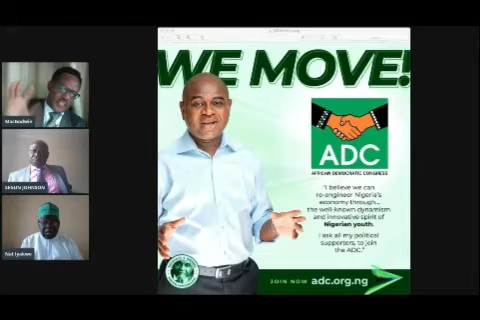 WE MOVE!
MacGodwin
SEGUN JOHNSON
ADC
AFRICAN DEMOCRATIC CONGRESS
"I believe we can
re-engineer Nigeria's
economy through...
the well-known dynamism
and innovative spirit of
Nigerian youth.
I ask all my political
supporters, to join
the ADC."
JOIN NOW adc.org.ng